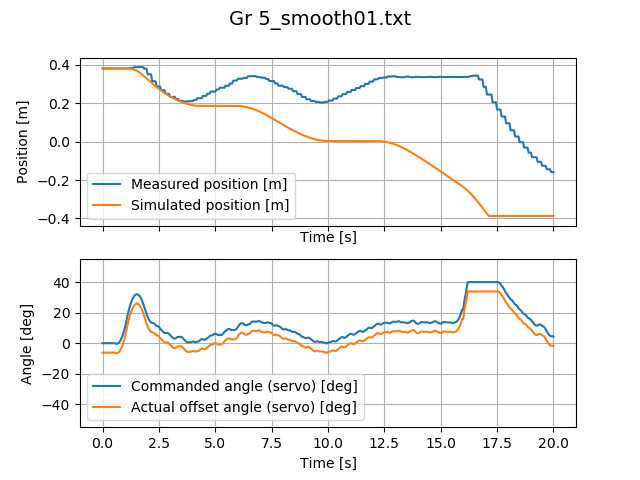 Gr 5_smooth01.txt
0.4
0.2
0.0
−0.2
−0.4
Position [m]
Measured position [m]
Simulated position [m]
Time [s]
40
20
0
−20
−40
Angle [deg]
Commanded angle (servo) [deg]
Actual offset angle (servo) [deg]
0.0 2.5 5.0 7.5 10.0 12.5 15.0 17.5 20.0
Time [s]